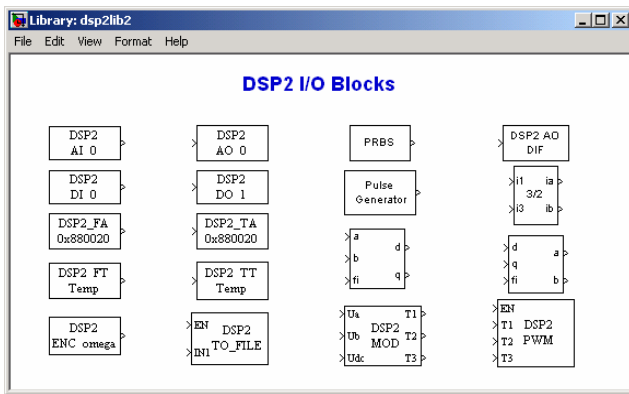 Library: dsp2lib2
File Edit View Format Help
DSP2 I/O Blocks
DSP2
AI 0
DSP2
AO 0
PRBS
DSP2 AO
DIF
DSP2
DI 0
DSP2
DO 1
Pulse
Generator
i1 ia
3/2
i3 ib
DSP2_FA
0x880020
DSP2_TA
0x880020
a
d
b
q
fi
d
a
q
b
fi
DSP2 FT
Temp
DSP2 TT
Temp
DSP2
ENC omega
EN
DSP2
TO_FILE
IN1
Ua T1
DSP2
Ub T2
MOD
Udc T3
EN
T1 DSP2
T2 PWM
T3